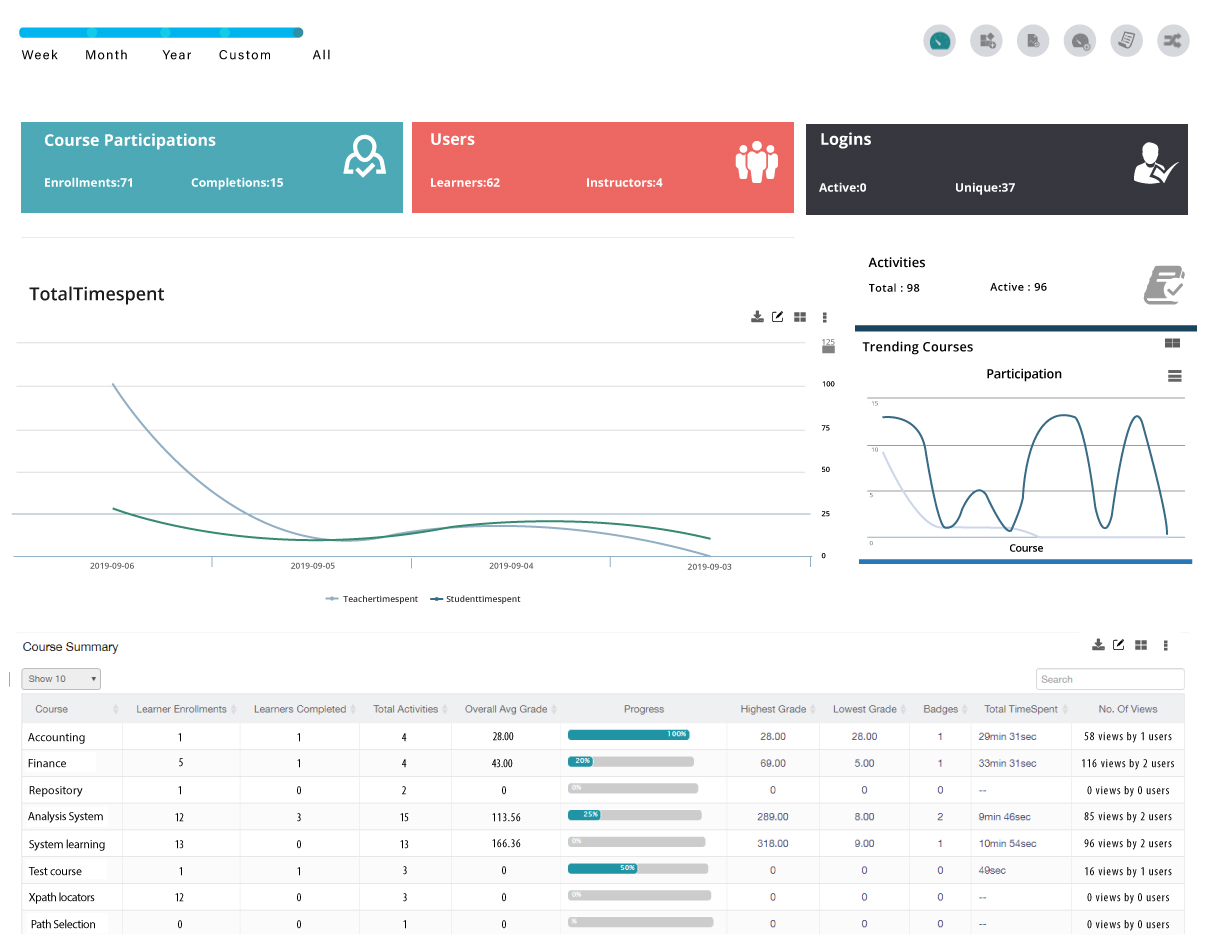 Week Month Year Custom All
Course Participations
Enrollments:71 Completions:15
Users
Learners:62 Instructors:4
Logins
Active:0 Unique:37
Activities
Total : 98 Active : 96
TotalTimespent
125
100
75
50
25
0
2019-09-06 2019-09-05 2019-09-04 2019-09-03
Teachertimespent Studenttimespent
Trending Courses
Participation
15
10
5
0
Course
Course Summary
Show 10 Search
Course Learner Enrollments Learners Completed Total Activities Overall Avg Grade Progress Highest Grade Lowest Grade Badges Total TimeSpent No. Of Views
Accounting 1 1 4 28.00 100% 28.00 28.00 1 29min 31sec 58 views by 1 users
Finance 5 1 4 43.00 20% 69.00 5.00 1 33min 31sec 116 views by 2 users
Repository 1 0 2 0 0% 0 0 0 -- 0 views by 0 users
Analysis System 12 3 15 113.56 25% 289.00 8.00 2 9min 46sec 85 views by 2 users
System learning 13 0 13 166.36 0% 318.00 9.00 1 10min 54sec 96 views by 2 users
Test course 1 1 3 0 50% 0 0 0 49sec 16 views by 1 users
Xpath locators 12 0 3 0 0% 0 0 0 -- 0 views by 0 users
Path Selection 0 0 1 0 % 0 0 0 -- 0 views by 0 users